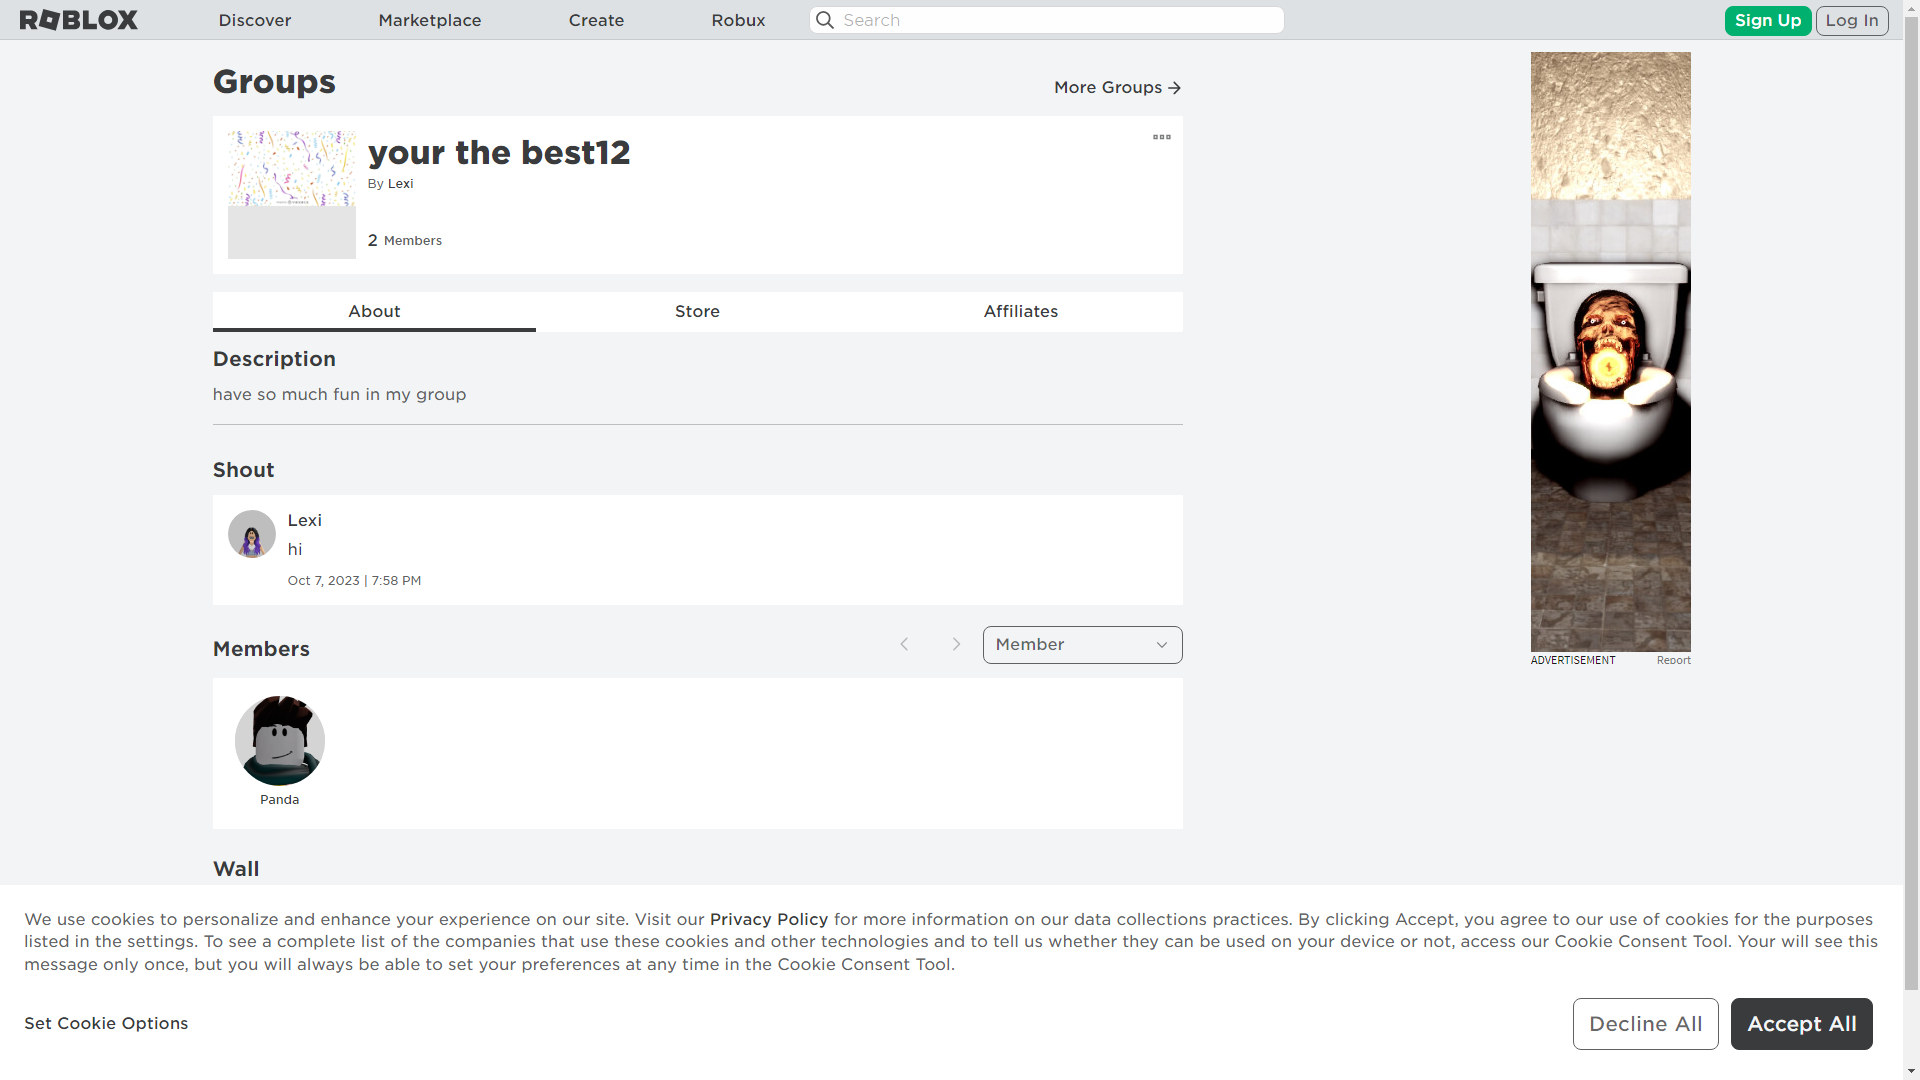 ROBLOX Discover Marketplace Create Robux Search Sign Up Log In
Groups
More Groups
your the best12
By Lexi
2 Members
About Store Affiliates
Description
have so much fun in my group
Shout
Lexi
hi
Oct 7, 2023 | 7:58 PM
Members
Member
Panda
Wall
ADVERTISEMENT Report
We use cookies to personalize and enhance your experience on our site. Visit our Privacy Policy for more information on our data collections practices. By clicking Accept, you agree to our use of cookies for the purposes
listed in the settings. To see a complete list of the companies that use these cookies and other technologies and to tell us whether they can be used on your device or not, access our Cookie Consent Tool. Your will see this
message only once, but you will always be able to set your preferences at any time in the Cookie Consent Tool.
Set Cookie Options
Decline All
Accept All